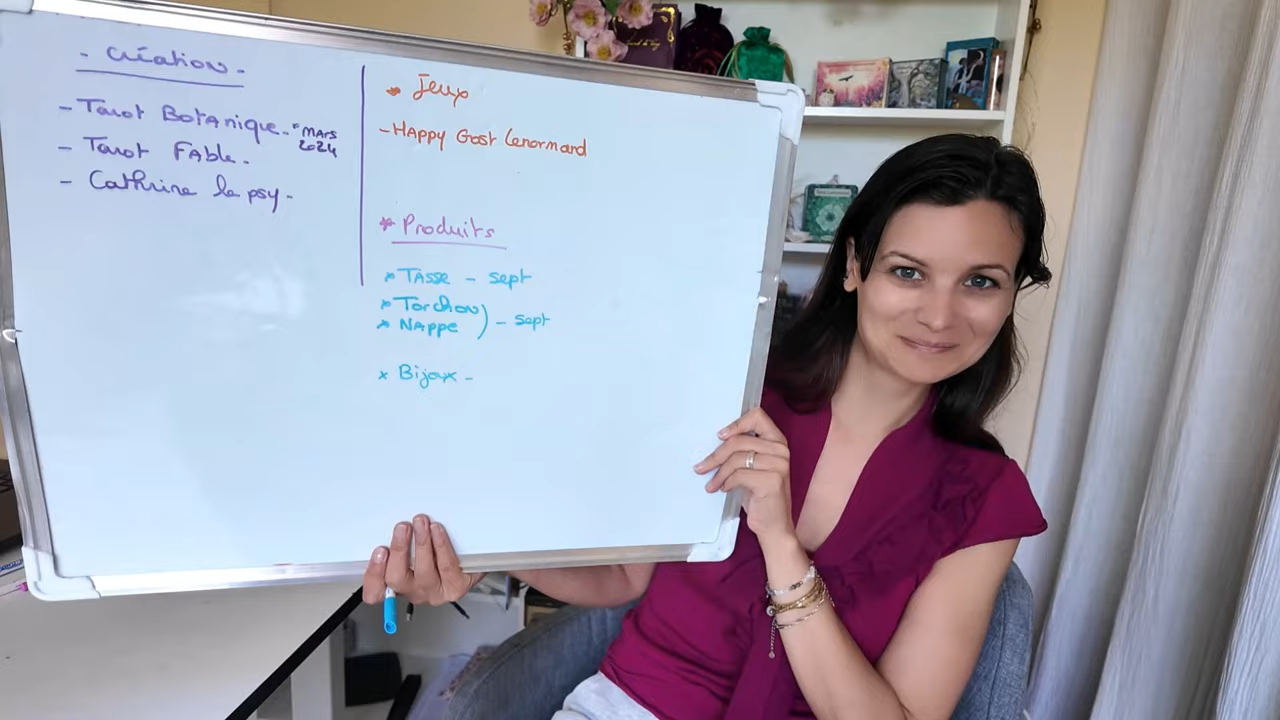 - Création -
- Tarot Botanique - * MARS 2024
- Tarot FAble -
- Cathrine la psy -
* Jeux
- HAPPY Gost Lenormand
* Produits
* TASSE - sept
* Torchon
* NAPPE ) - sept
* Bijoux -